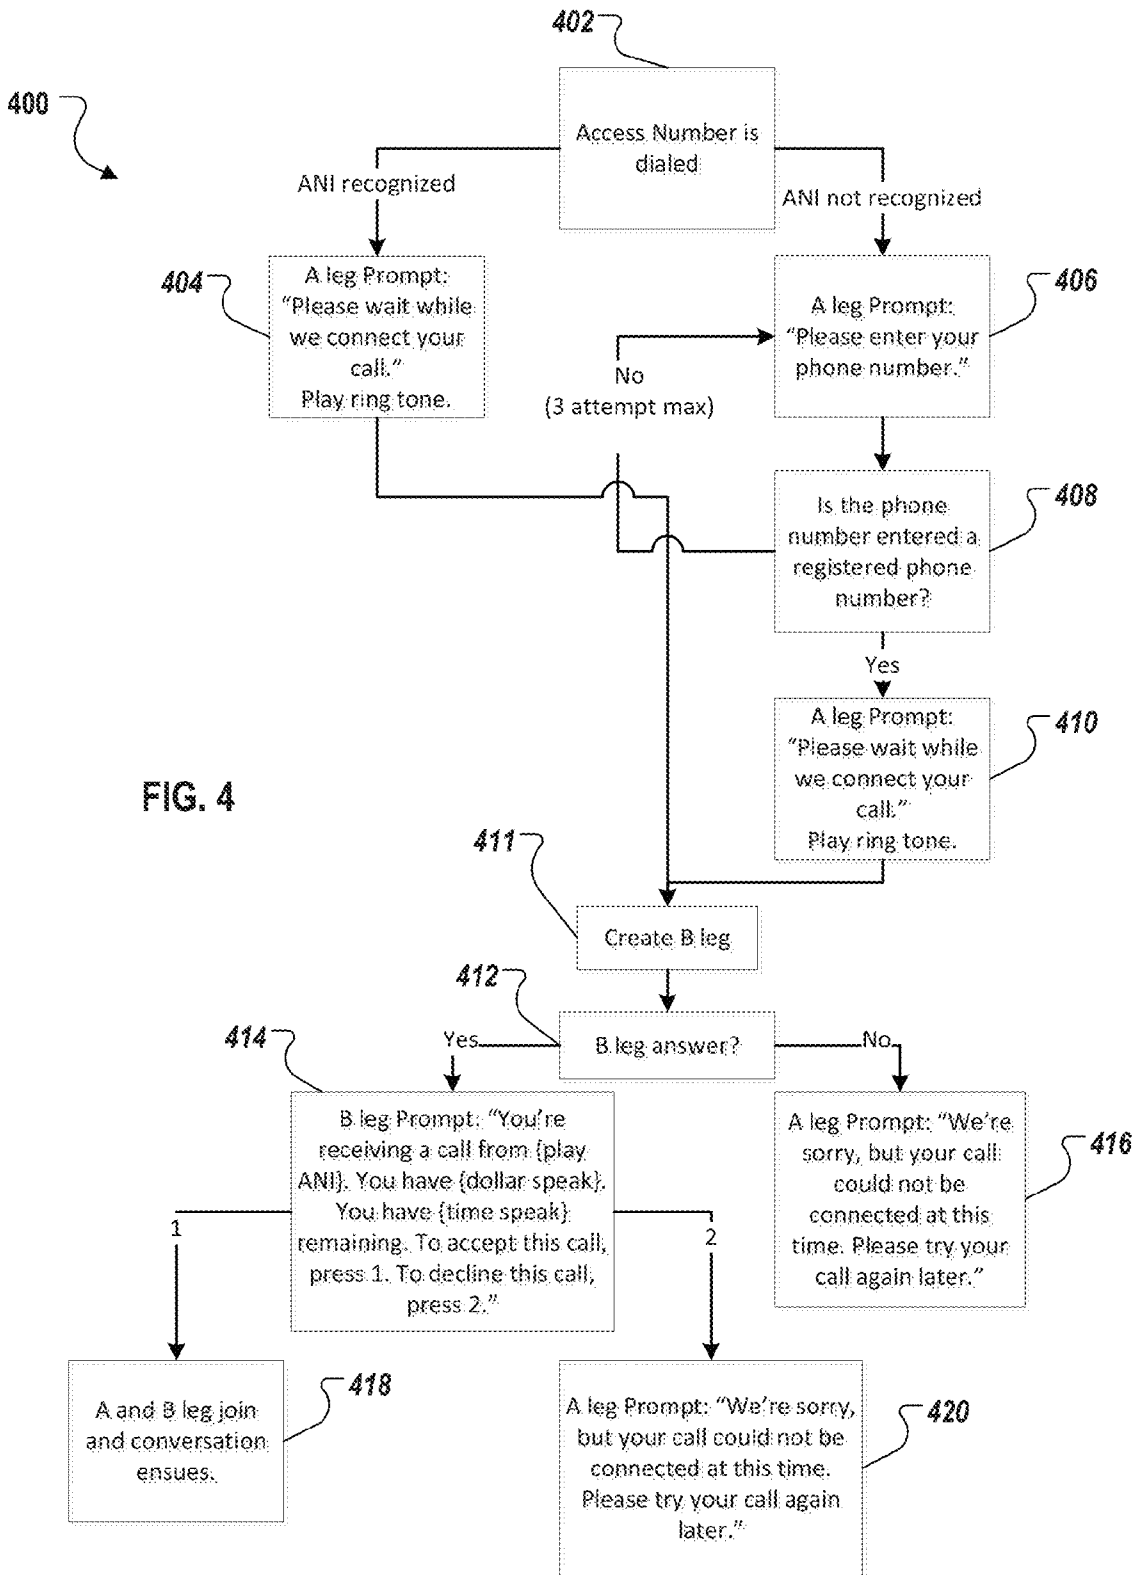 402
400
Access Number is
dialed
ANI recognized
ANI not recognized
404
A leg Prompt:
"Please wait while
we connect your
call."
Play ring tone.
406
A leg Prompt:
"Please enter your
phone number."
No
(3 attempt max)
408
Is the phone
number entered a
registered phone
number?
Yes
410
A leg Prompt:
"Please wait while
we connect your
call."
Play ring tone.
FIG. 4
411
Create B leg
412
B leg answer?
Yes
No
414
B leg Prompt: "You're
receiving a call from {play
ANI}. You have {dollar speak}.
You have {time speak}
remaining. To accept this call,
press 1. To decline this call,
press 2."
416
A leg Prompt: "We're
sorry, but your call
could not be
connected at this
time. Please try your
call again later."
1
2
418
A and B leg join
and conversation
ensues.
420
A leg Prompt: "We're sorry,
but your call could not be
connected at this time.
Please try your call again
later."